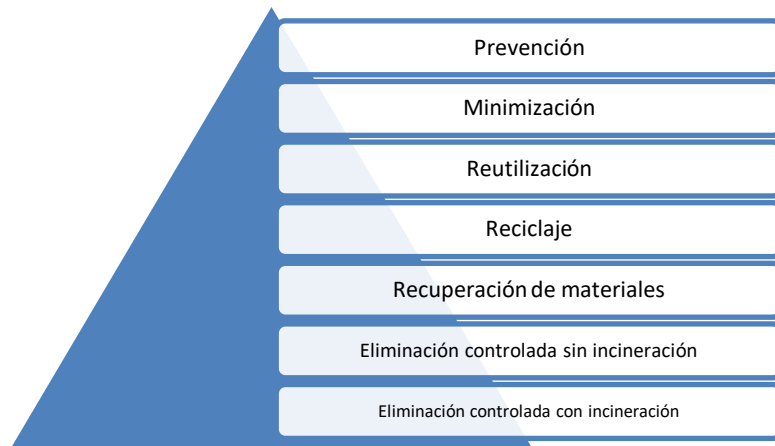 Prevención
Minimización
Reutilización
Reciclaje
Recuperación de materiales
Eliminación controlada sin incineración
Eliminación controlada con incineración